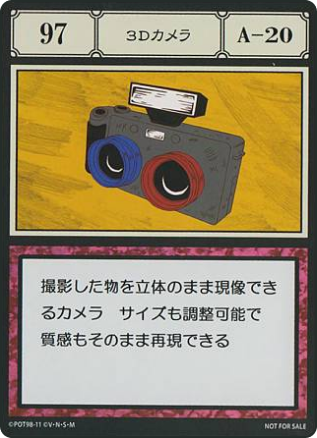 97
3Dカメラ
A-20
撮影した物を立体のまま現像でき
るカメラ　サイズも調整可能で
質感もそのまま再現できる
©POT98-11 ©V・N・S・M
NOT FOR SALE